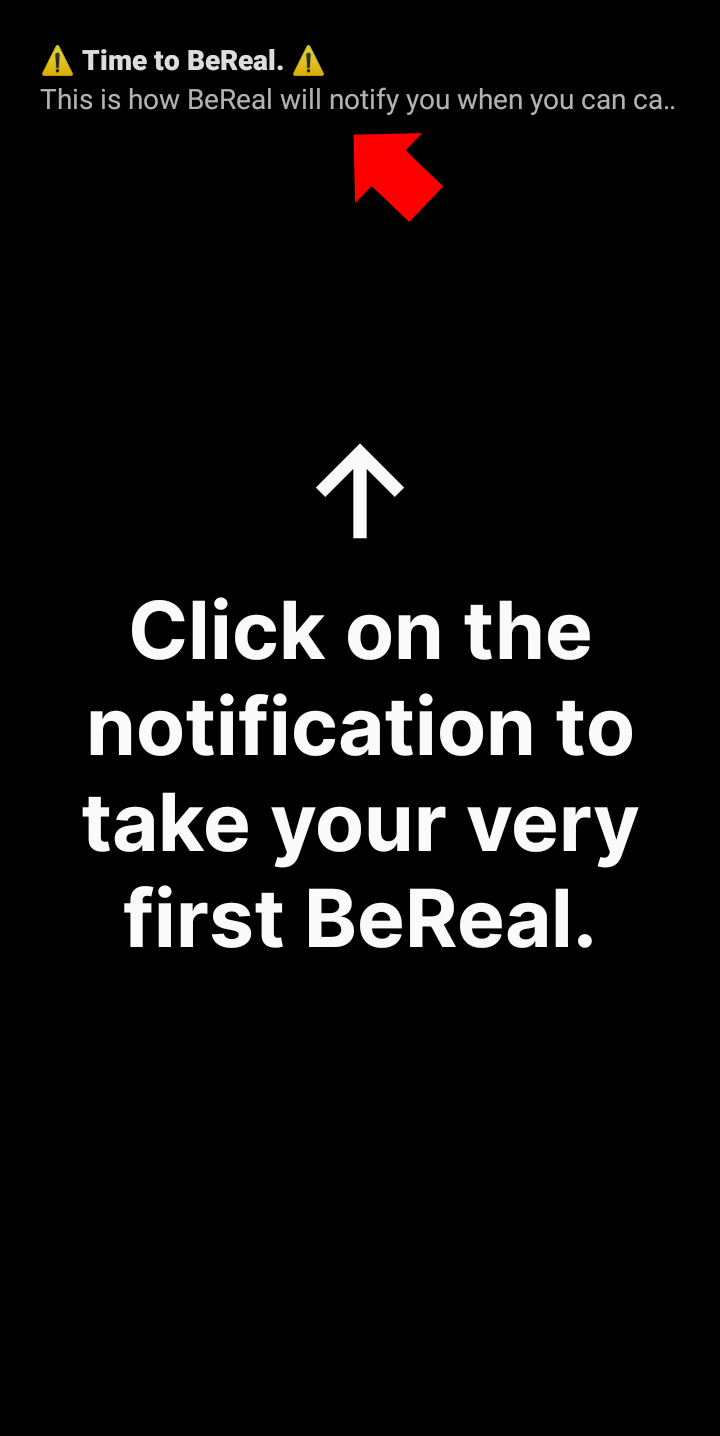 ⚠️ Time to BeReal. ⚠️
This is how BeReal will notify you when you can ca..
↑
Click on the
notification to
take your very
first BeReal.